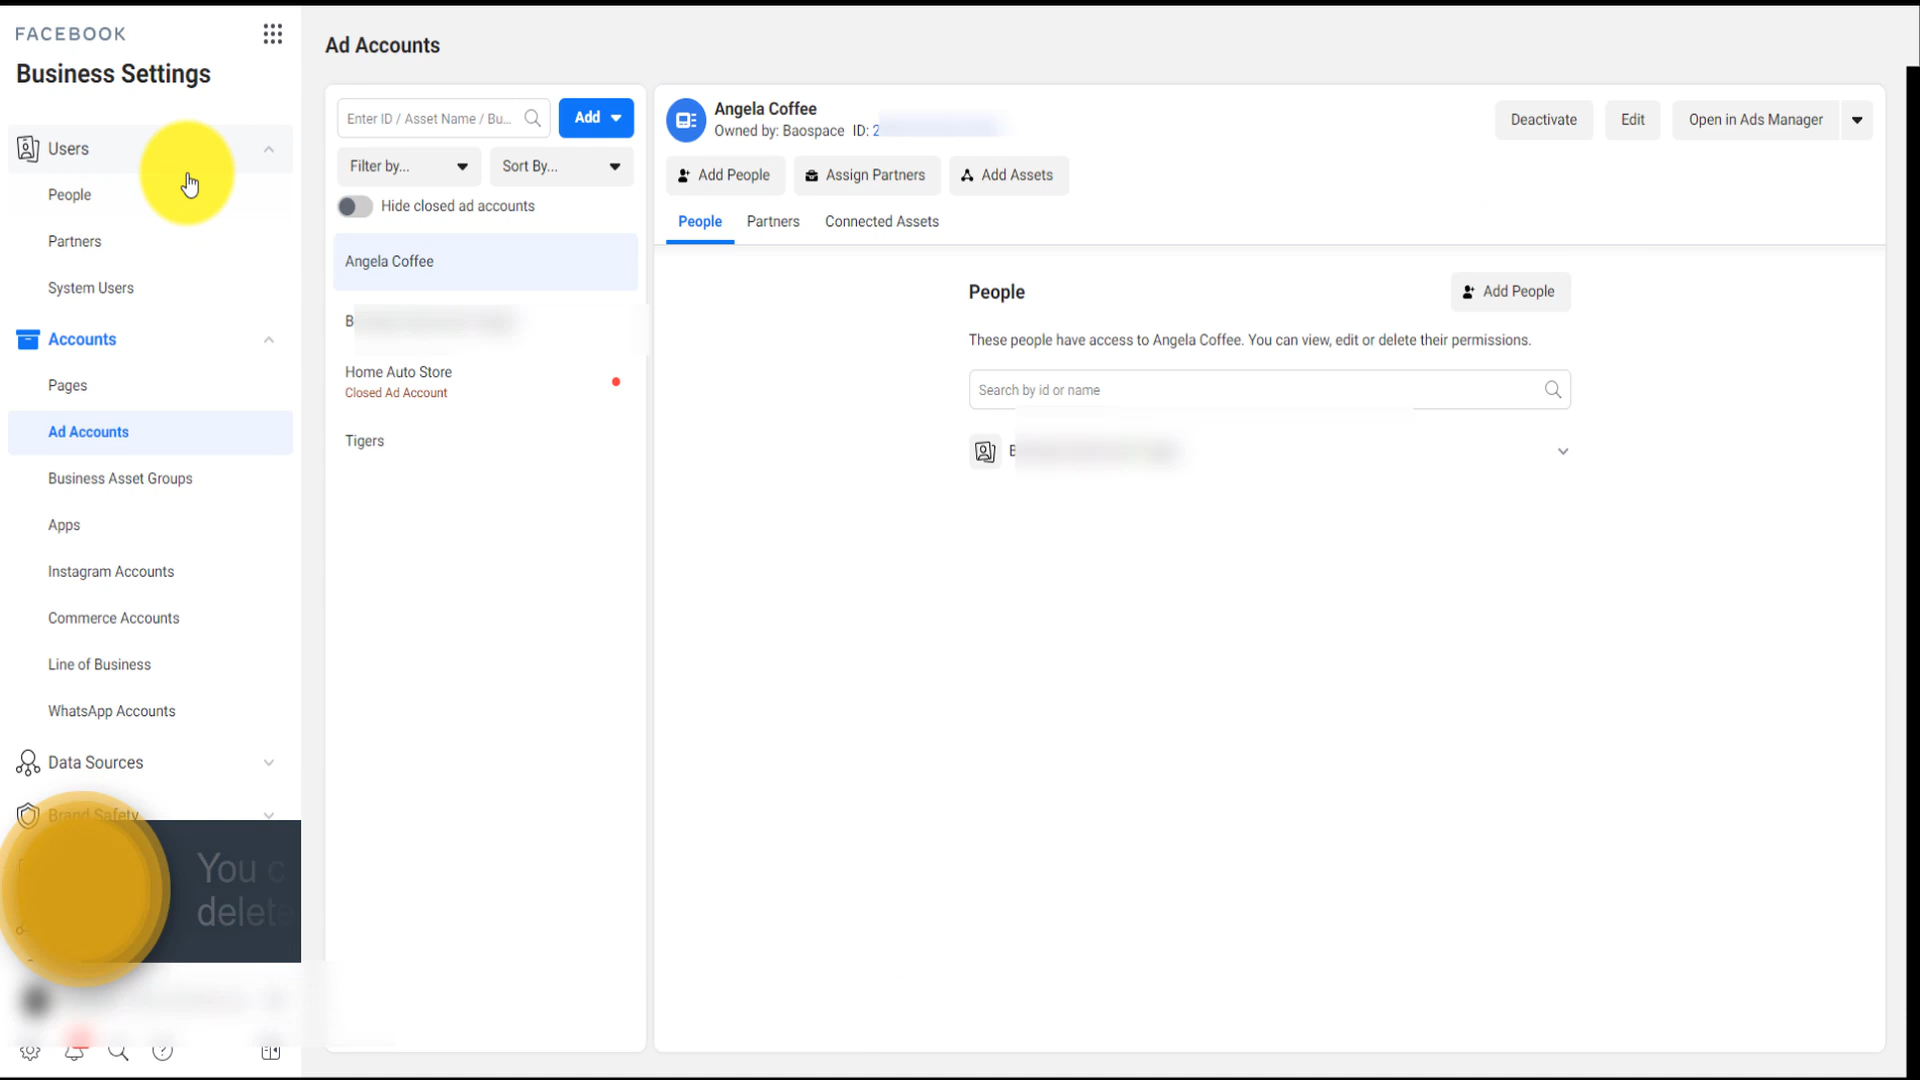 FACEBOOK
Business Settings
Users
People
Partners
System Users
Accounts
Pages
Ad Accounts
Business Asset Groups
Apps
Instagram Accounts
Commerce Accounts
Line of Business
WhatsApp Accounts
Data Sources
Brand Safety
You c
delete
Ad Accounts
Enter ID / Asset Name / Bu...
Add
Filter by...
Sort By...
Hide closed ad accounts
Angela Coffee
B
Home Auto Store
Closed Ad Account
Tigers
Angela Coffee
Owned by: Baospace ID: 2
Deactivate
Edit
Open in Ads Manager
Add People
Assign Partners
Add Assets
People
Partners
Connected Assets
People
Add People
These people have access to Angela Coffee. You can view, edit or delete their permissions.
Search by id or name